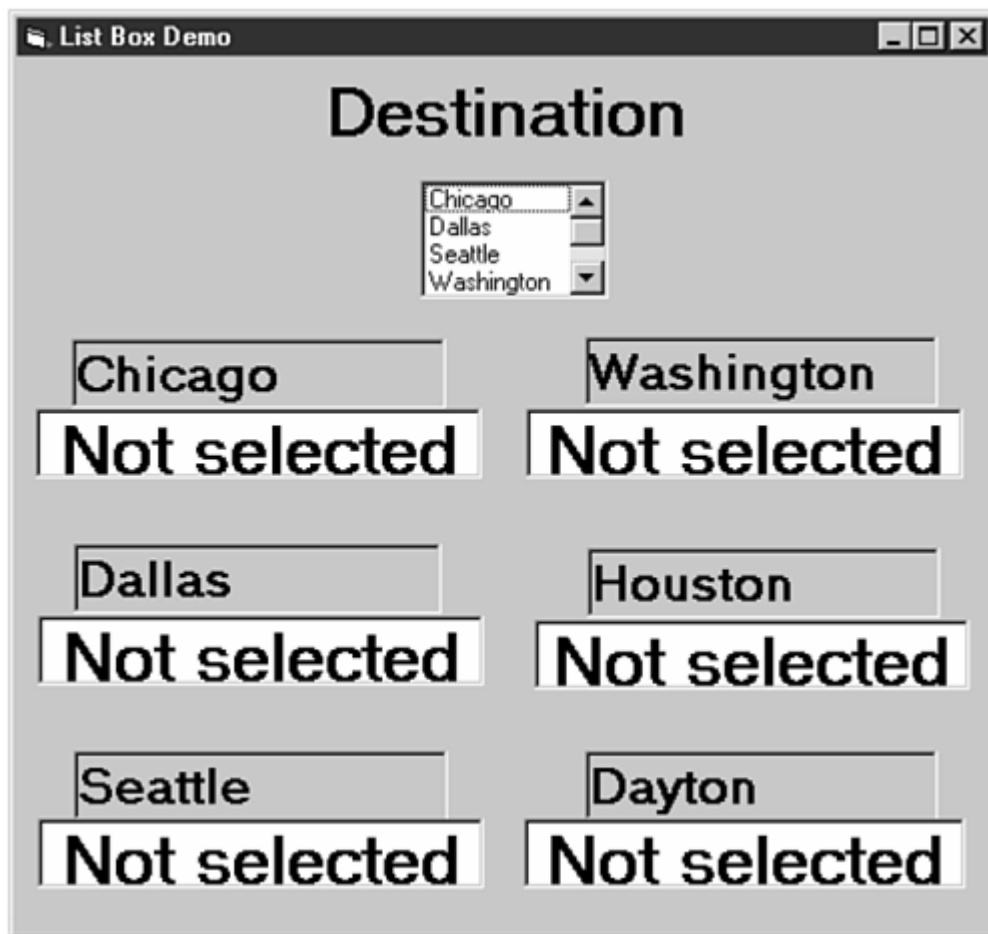 List Box Demo
Destination
Chicago
Dallas
Seattle
Washington
Chicago
Washington
Not selected
Not selected
Dallas
Houston
Not selected
Not selected
Seattle
Dayton
Not selected
Not selected